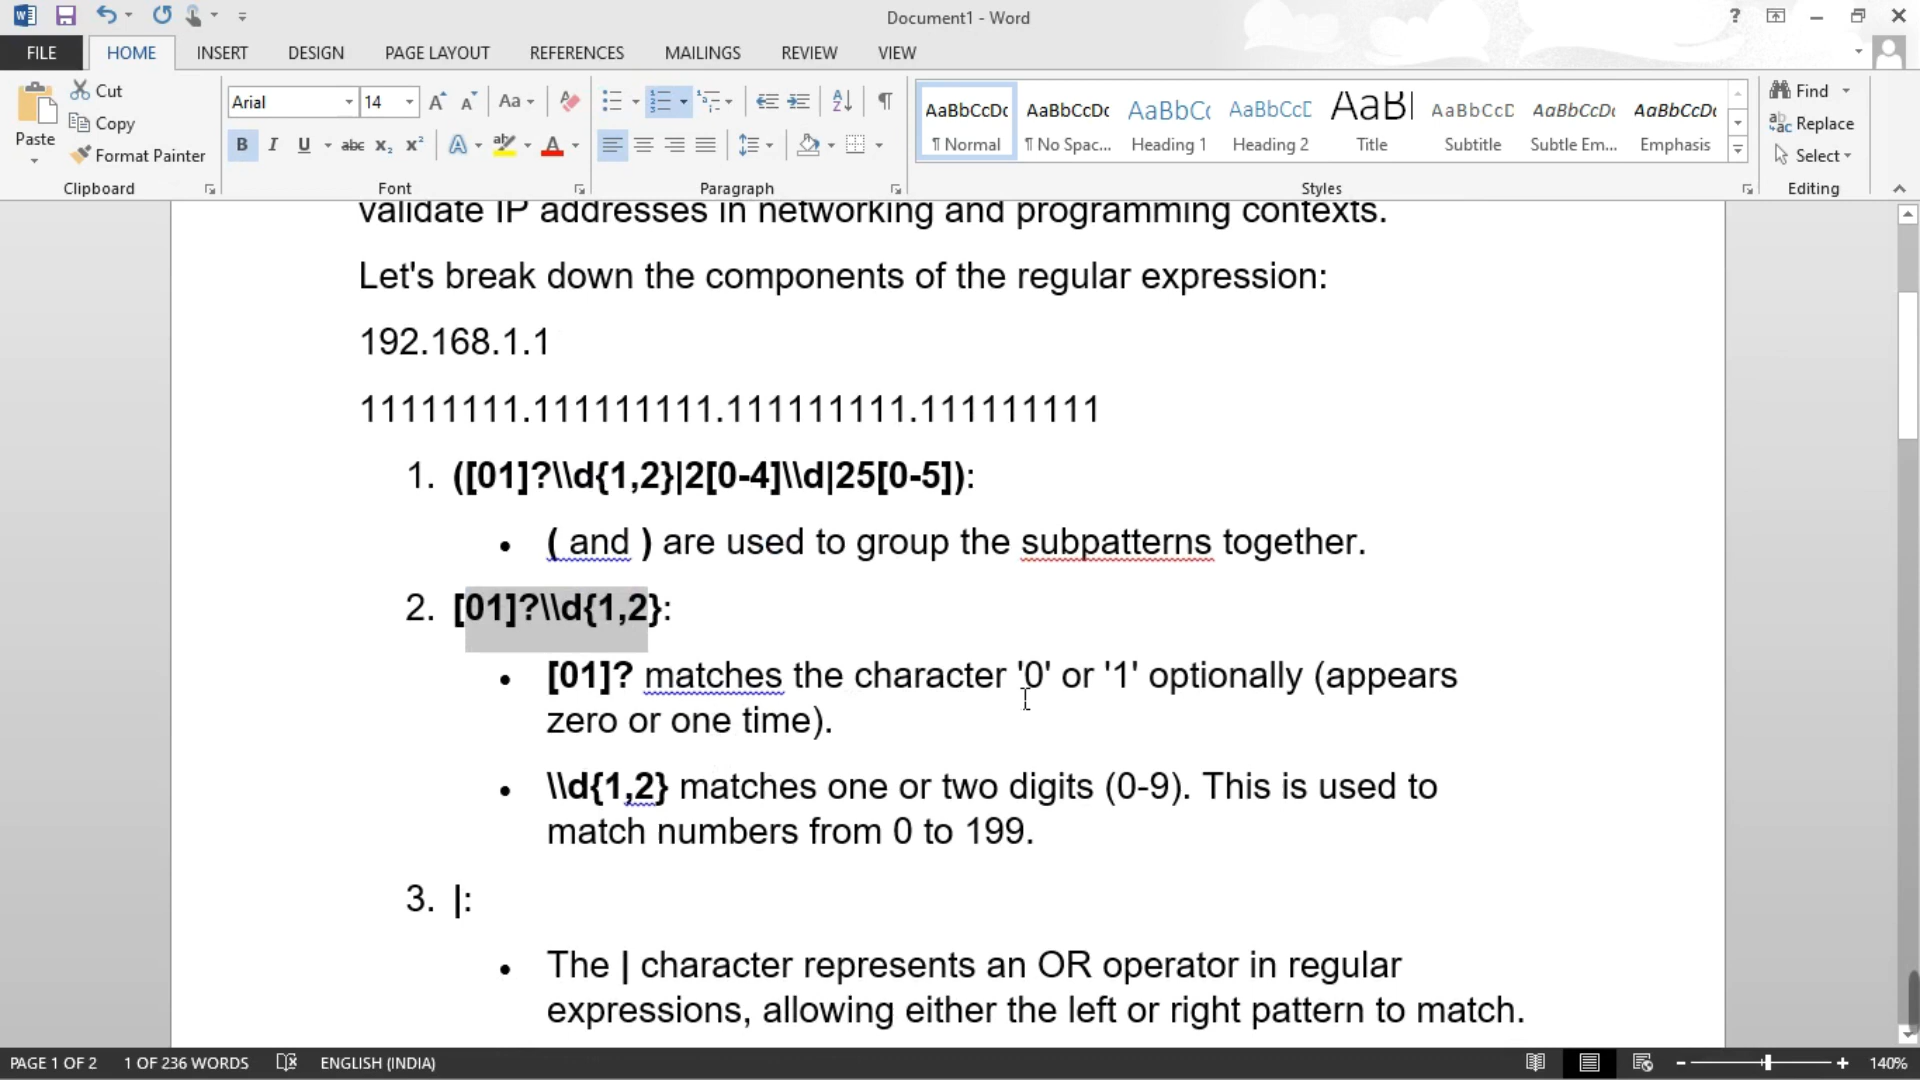 Document1 - Word
?
FILE
HOME
INSERT
DESIGN
PAGE LAYOUT
REFERENCES
MAILINGS
REVIEW
VIEW
Paste
Cut
Copy
Format Painter
Clipboard
Arial
14
Aa
B I U abc x₂ x²
Font
Paragraph
AaBbCcDc
¶ Normal
AaBbCcDc
¶ No Spac...
AaBbCc
Heading 1
AaBbCcD
Heading 2
AaBl
Title
AaBbCcD
Subtitle
AaBbCcDc
Subtle Em...
AaBbCcDc
Emphasis
Styles
Find
Replace
Select
Editing
validate IP addresses in networking and programming contexts.
Let's break down the components of the regular expression:
192.168.1.1
11111111.111111111.111111111.111111111
1. ([01]?\\d{1,2}|2[0-4]\\d|25[0-5]):
• ( and ) are used to group the subpatterns together.
2. [01]?\\d{1,2}:
• [01]? matches the character '0' or '1' optionally (appears
zero or one time).
• \\d{1,2} matches one or two digits (0-9). This is used to
match numbers from 0 to 199.
3. |:
• The | character represents an OR operator in regular
expressions, allowing either the left or right pattern to match.
PAGE 1 OF 2
1 OF 236 WORDS
ENGLISH (INDIA)
140%